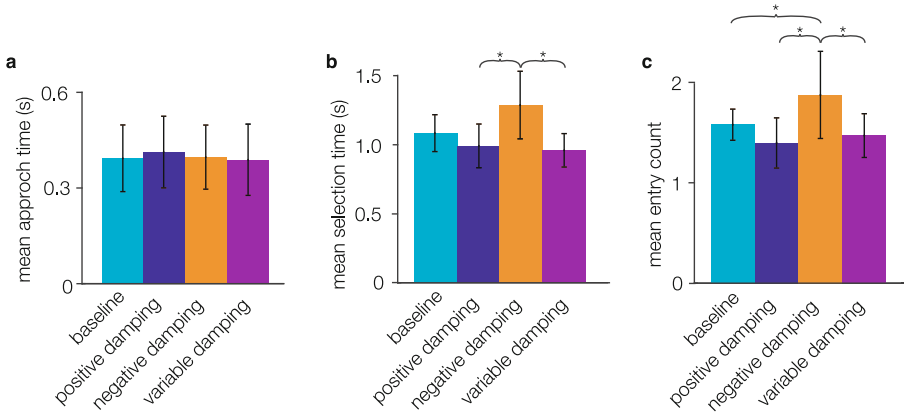 a
mean approch time (s)
0.6
0.3
0
baseline
positive damping
negative damping
variable damping
b
* *
mean selection time (s)
1.5
1.0
0.5
0
baseline
positive damping
negative damping
variable damping
c
*
* *
mean entry count
2
1
0
baseline
positive damping
negative damping
variable damping